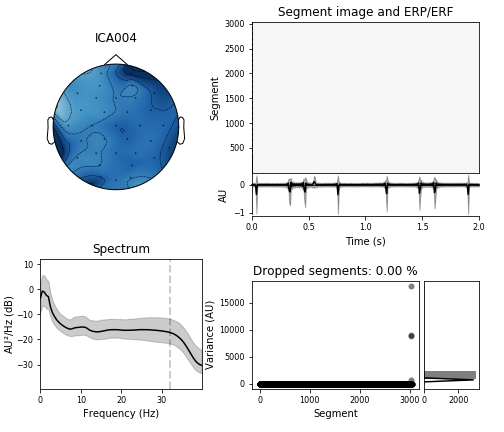 ICA004
Segment image and ERP/ERF
Segment
3000
2500
2000
1500
1000
500
AU
0
−1
0.0 0.5 1.0 1.5 2.0
Time (s)
Spectrum
AU²/Hz (dB)
10
0
−10
−20
−30
0 10 20 30
Frequency (Hz)
Dropped segments: 0.00 %
Variance (AU)
15000
10000
5000
0
0 1000 2000 3000
Segment
0 2000